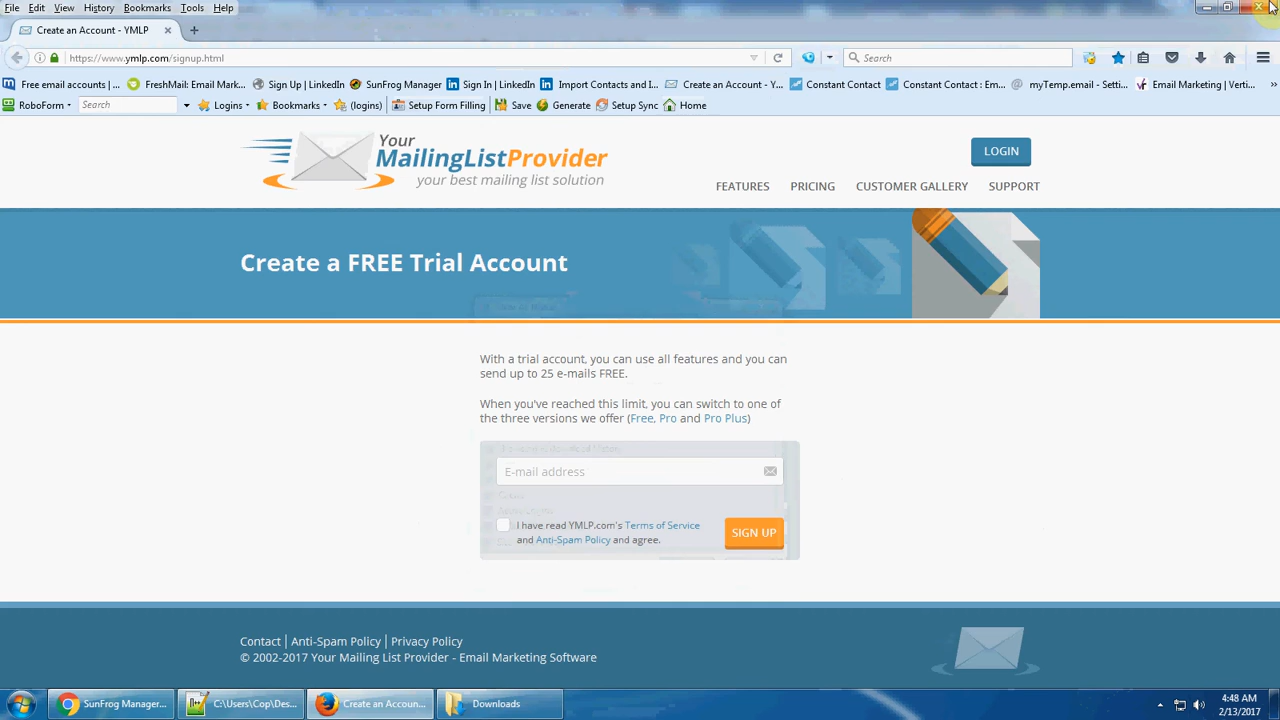 File Edit View History Bookmarks Tools Help
Create an Account - YMLP
https://www.ymlp.com/signup.html
Search
Free email accounts | ... FreshMail: Email Mark... Sign Up | LinkedIn SunFrog Manager Sign In | LinkedIn Import Contacts and I... Create an Account - Y... Constant Contact Constant Contact : Em... myTemp.email - Setti... Email Marketing | Verti...
RoboForm Search Logins Bookmarks (logins) Setup Form Filling Save Generate Setup Sync Home
Your
MailingListProvider
your best mailing list solution
LOGIN
FEATURES PRICING CUSTOMER GALLERY SUPPORT
Create a FREE Trial Account
With a trial account, you can use all features and you can
send up to 25 e-mails FREE.
When you've reached this limit, you can switch to one of
the three versions we offer (Free, Pro and Pro Plus)
E-mail address
I have read YMLP.com's Terms of Service
and Anti-Spam Policy and agree.
SIGN UP
Contact | Anti-Spam Policy | Privacy Policy
© 2002-2017 Your Mailing List Provider - Email Marketing Software
SunFrog Manager... C:\Users\Cop\Des... Create an Accoun... Downloads
4:48 AM
2/13/2017